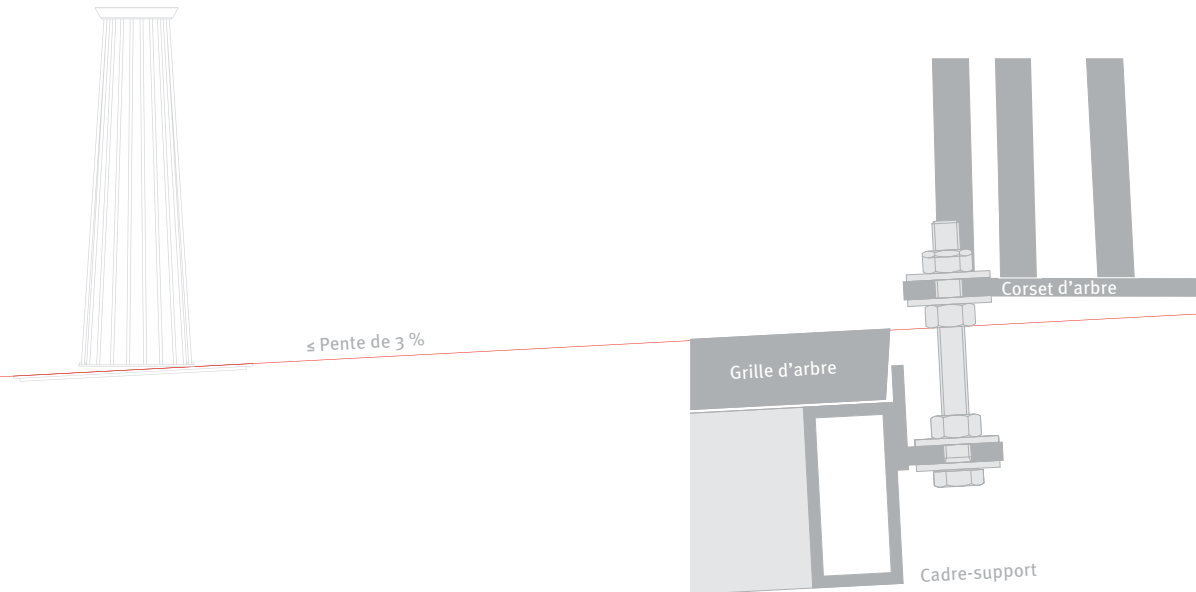 ≤ Pente de 3 %
Corset d'arbre
Grille d'arbre
Cadre-support